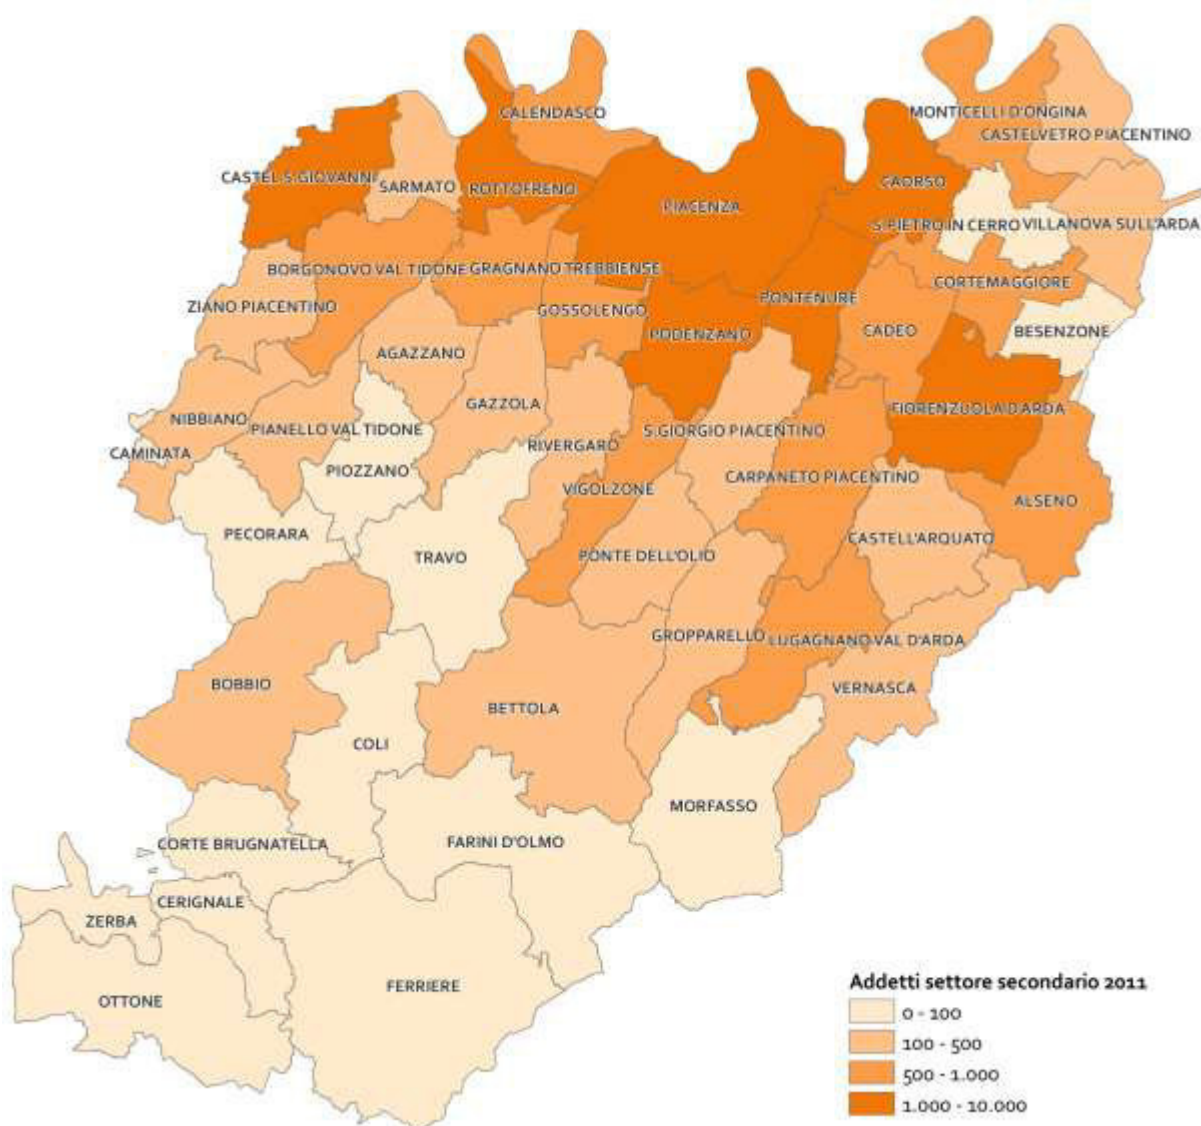 CALENDASCO
MONTICELLI D'ONGINA
CASTELVETRO PIACENTINO
CASTEL S.GIOVANNI
SARMATO
ROTTOFRENO
CAORSO
PIACENZA
S.PIETRO IN CERRO
VILLANOVA SULL'ARDA
BORGONOVO VAL TIDONE
GRAGNANO TREBBIENSE
ZIANO PIACENTINO
GOSSOLENGO
PONTENURE
CORTEMAGGIORE
PODENZANO
CADEO
BESENZONE
AGAZZANO
GAZZOLA
NIBBIANO
PIANELLO VAL TIDONE
FIORENZUOLA D'ARDA
S.GIORGIO PIACENTINO
RIVERGARO
CAMINATA
PIOZZANO
VIGOLZONE
CARPANETO PIACENTINO
ALSENO
PECORARA
CASTELL'ARQUATO
TRAVO
PONTE DELL'OLIO
GROPPARELLO
LUGAGNANO VAL D'ARDA
BOBBIO
VERNASCA
BETTOLA
COLI
MORFASSO
CORTE BRUGNATELLA
FARINI D'OLMO
CERIGNALE
ZERBA
FERRIERE
OTTONE
Addetti settore secondario 2011
0 - 100
100 - 500
500 - 1.000
1.000 - 10.000